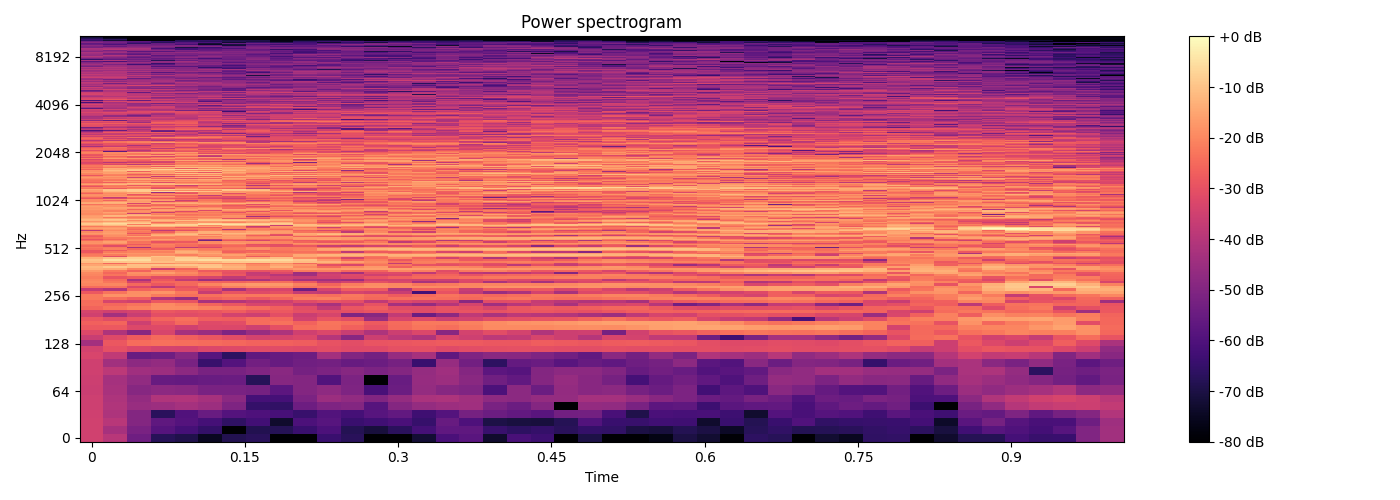 Power spectrogram
Hz
8192
4096
2048
1024
512
256
128
64
0
0 0.15 0.3 0.45 0.6 0.75 0.9
Time
+0 dB
-10 dB
-20 dB
-30 dB
-40 dB
-50 dB
-60 dB
-70 dB
-80 dB